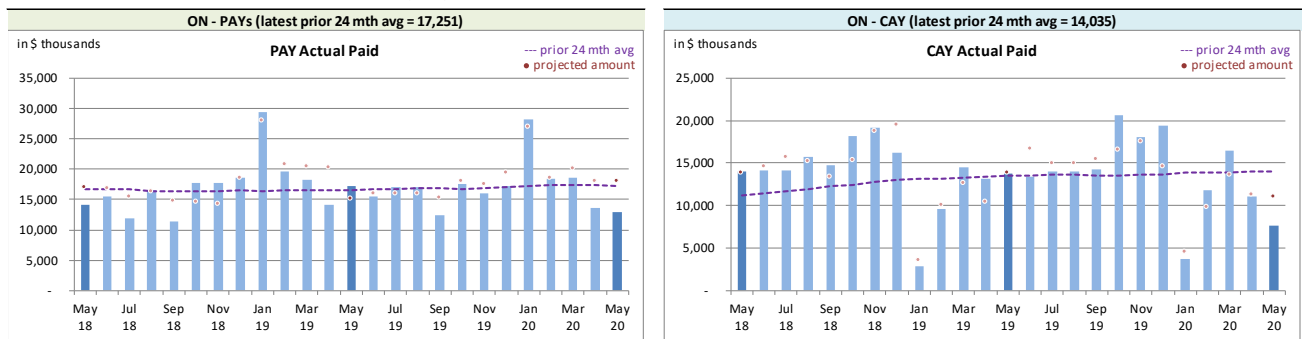 ON - PAYs (latest prior 24 mth avg = 17,251)
in $ thousands
PAY Actual Paid
--- prior 24 mth avg
• projected amount
35,000
30,000
25,000
20,000
15,000
10,000
5,000
-
May 18
Jul 18
Sep 18
Nov 18
Jan 19
Mar 19
May 19
Jul 19
Sep 19
Nov 19
Jan 20
Mar 20
May 20
ON - CAY (latest prior 24 mth avg = 14,035)
in $ thousands
CAY Actual Paid
--- prior 24 mth avg
• projected amount
25,000
20,000
15,000
10,000
5,000
-
May 18
Jul 18
Sep 18
Nov 18
Jan 19
Mar 19
May 19
Jul 19
Sep 19
Nov 19
Jan 20
Mar 20
May 20